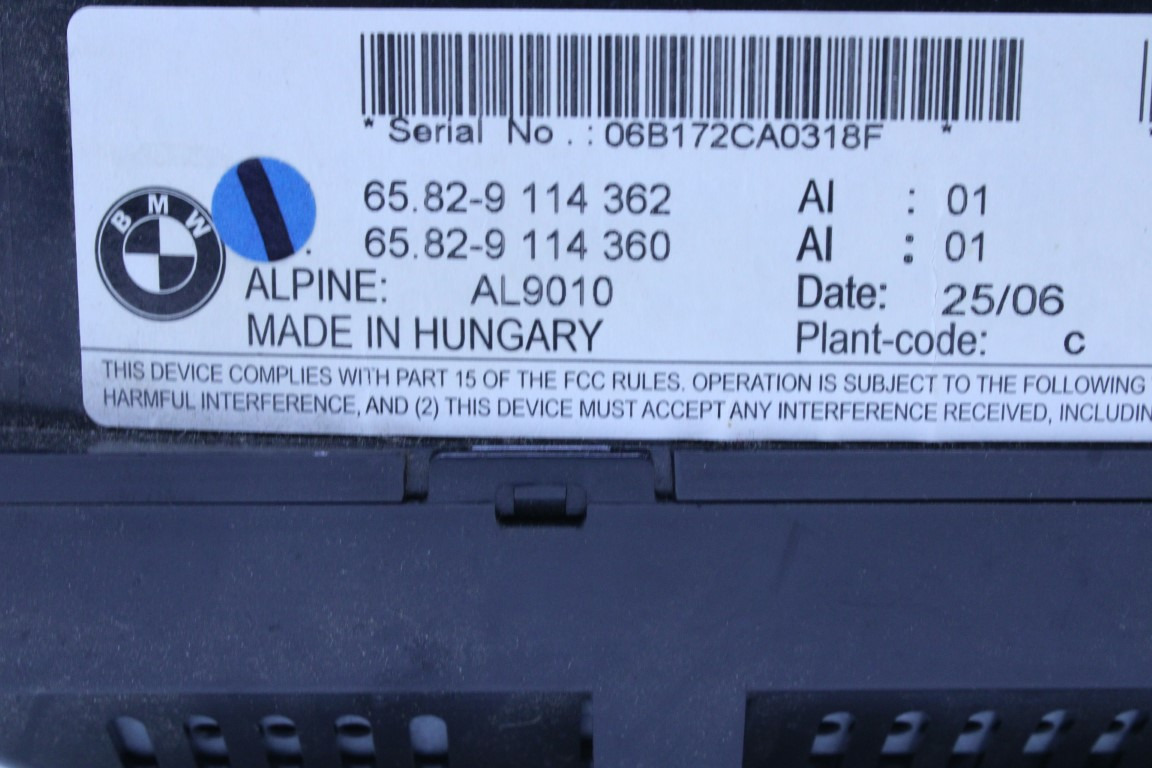 * Serial No . : 06B172CA0318F *
BMW
65.82-9 114 362 AI : 01
65.82-9 114 360 AI : 01
ALPINE: AL9010 Date: 25/06
MADE IN HUNGARY Plant-code: c
THIS DEVICE COMPLIES WITH PART 15 OF THE FCC RULES. OPERATION IS SUBJECT TO THE FOLLOWING
HARMFUL INTERFERENCE, AND (2) THIS DEVICE MUST ACCEPT ANY INTERFERENCE RECEIVED, INCLUDIN